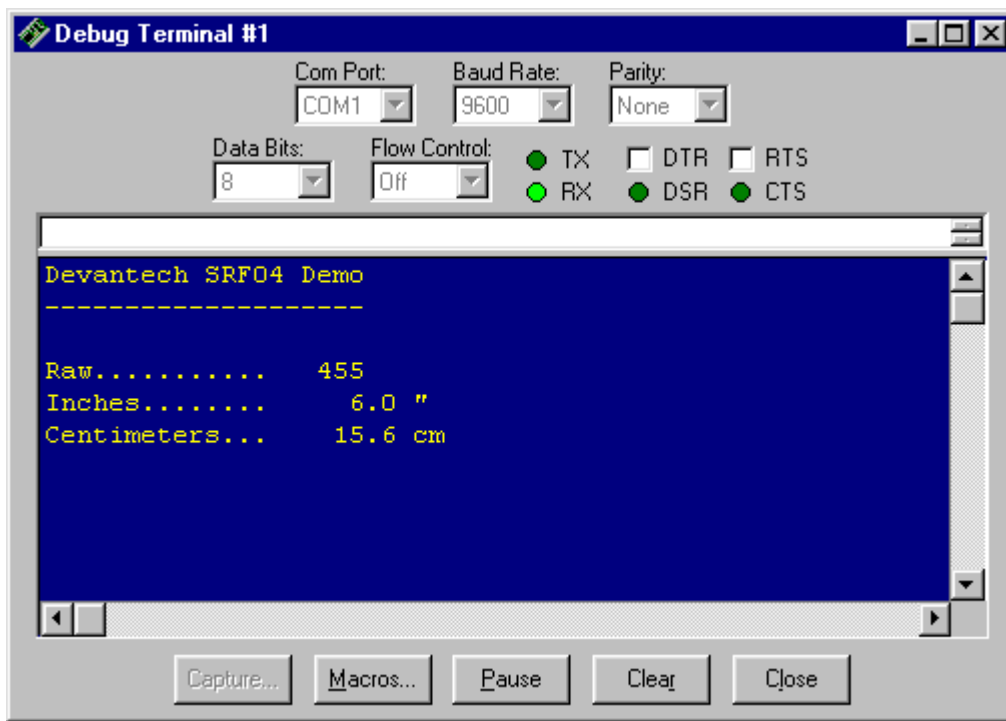 Debug Terminal #1
Com Port: Baud Rate: Parity:
COM1 9600 None
Data Bits: Flow Control: TX DTR RTS
8 Off RX DSR CTS
Devantech SRF04 Demo
--------------------
Raw........... 455
Inches........ 6.0 "
Centimeters... 15.6 cm
Capture... Macros... Pause Clear Close